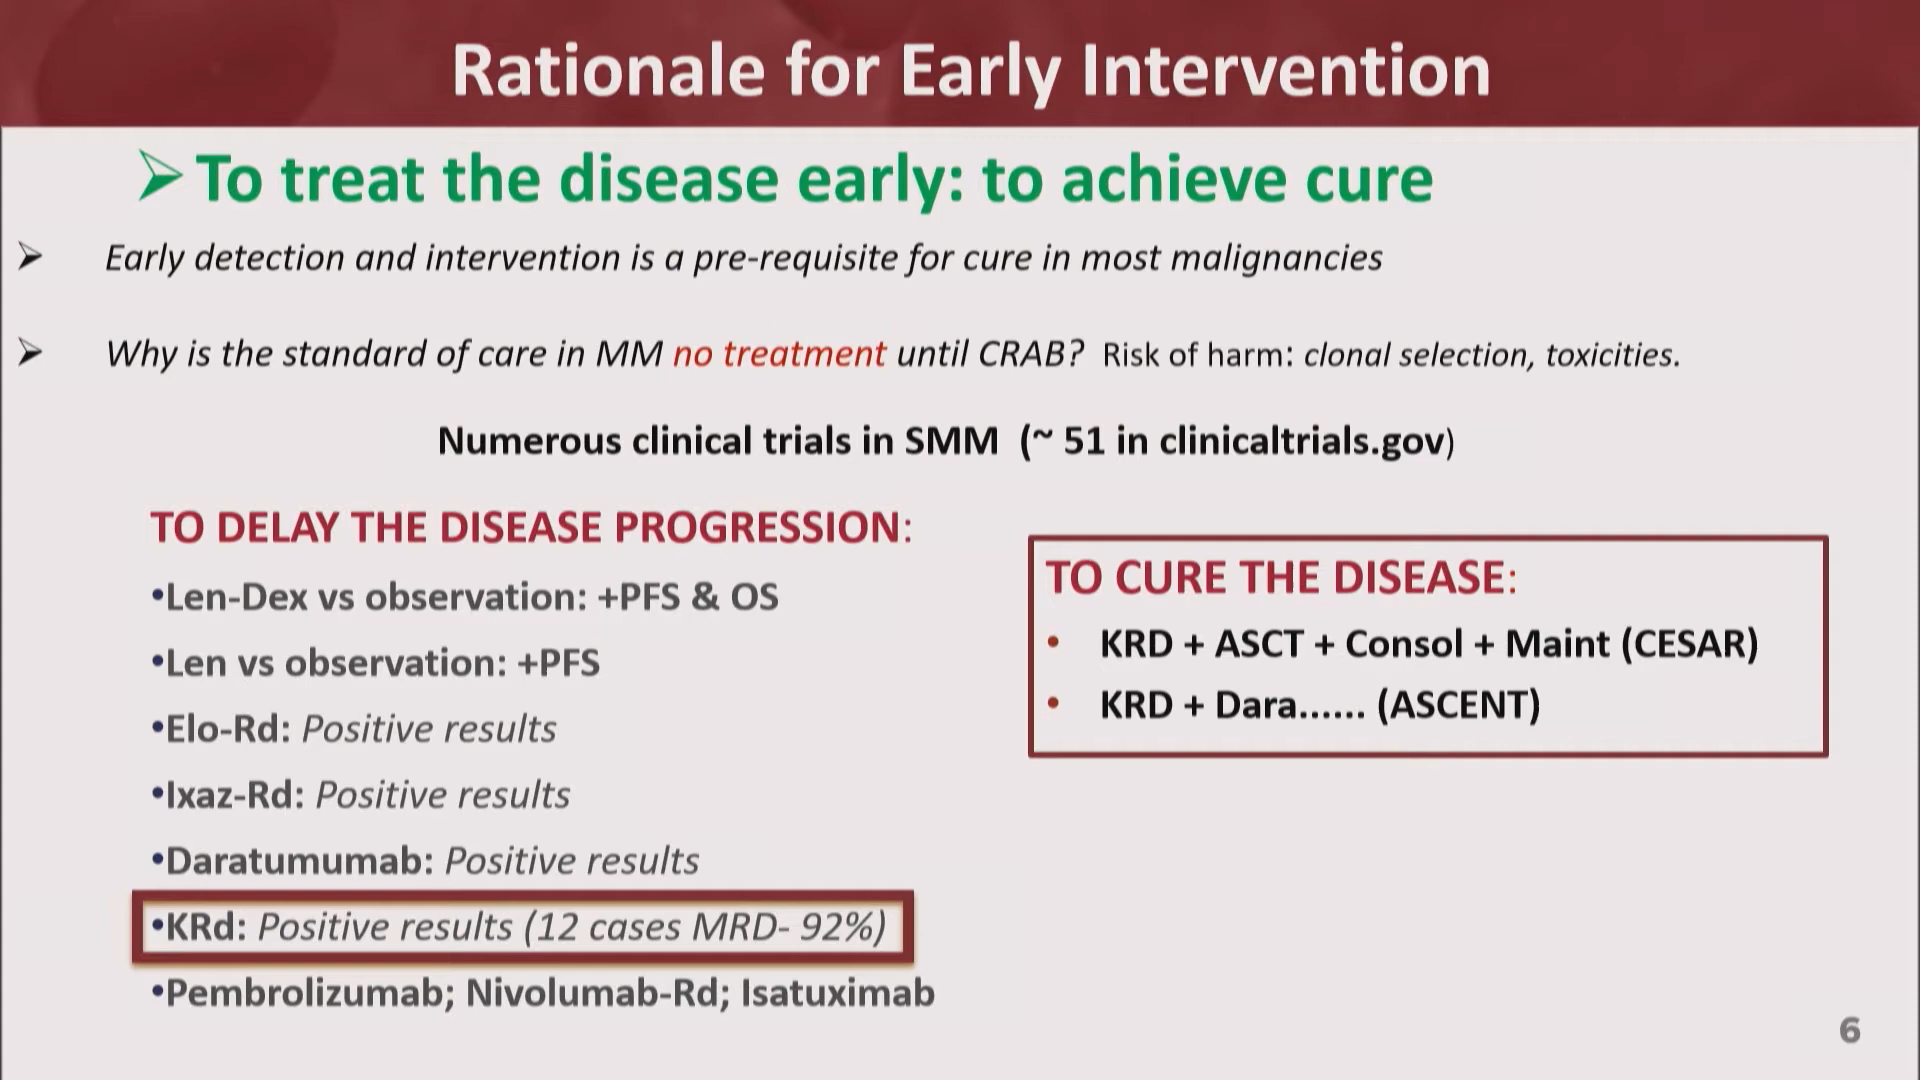 Rationale for Early Intervention
➢ To treat the disease early: to achieve cure
➢ Early detection and intervention is a pre-requisite for cure in most malignancies
➢ Why is the standard of care in MM no treatment until CRAB? Risk of harm: clonal selection, toxicities.
Numerous clinical trials in SMM (~ 51 in clinicaltrials.gov)
TO DELAY THE DISEASE PROGRESSION:
•Len-Dex vs observation: +PFS & OS
•Len vs observation: +PFS
•Elo-Rd: Positive results
•Ixaz-Rd: Positive results
•Daratumumab: Positive results
•KRd: Positive results (12 cases MRD- 92%)
•Pembrolizumab; Nivolumab-Rd; Isatuximab
TO CURE THE DISEASE:
• KRD + ASCT + Consol + Maint (CESAR)
• KRD + Dara...... (ASCENT)
6